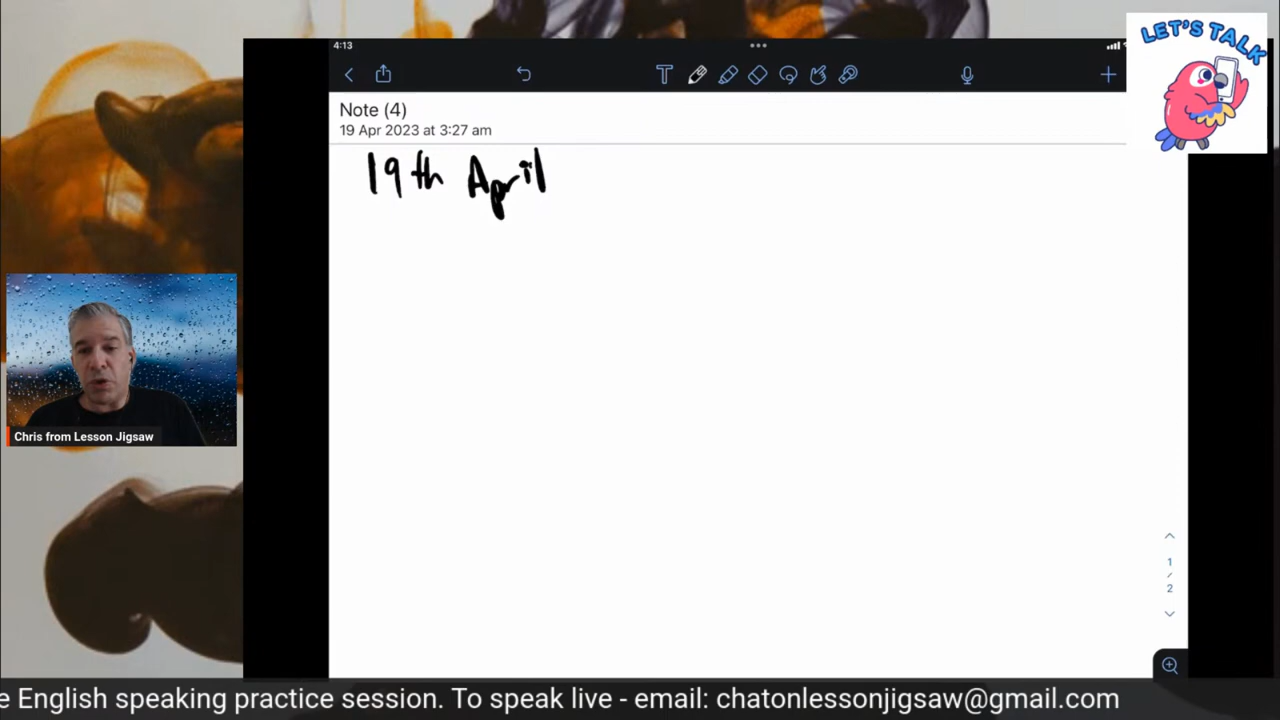 LET'S TALK
4:13
Note (4)
19 Apr 2023 at 3:27 am
19th April
Chris from Lesson Jigsaw
1
/
2
e English speaking practice session. To speak live - email: chatonlessonjigsaw@gmail.com